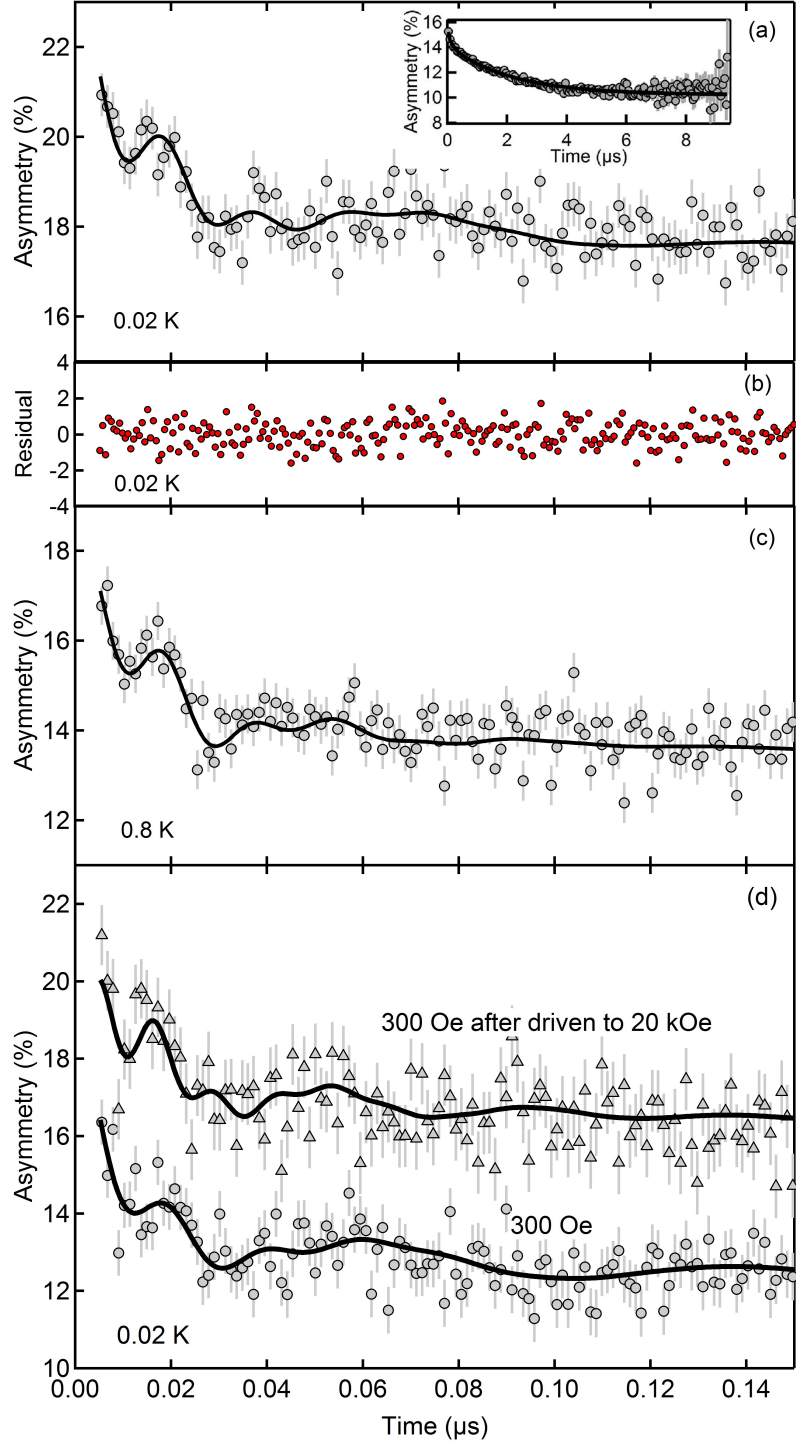 (a)
Asymmetry (%)
22
20
18
16
0.02 K
Asymmetry (%)
16
14
12
10
8
0 2 4 6 8
Time (µs)
(b)
Residual
4
2
0
-2
-4
0.02 K
(c)
Asymmetry (%)
18
16
14
12
0.8 K
(d)
Asymmetry (%)
22
20
18
16
14
12
10
300 Oe after driven to 20 kOe
300 Oe
0.02 K
0.00 0.02 0.04 0.06 0.08 0.10 0.12 0.14
Time (µs)